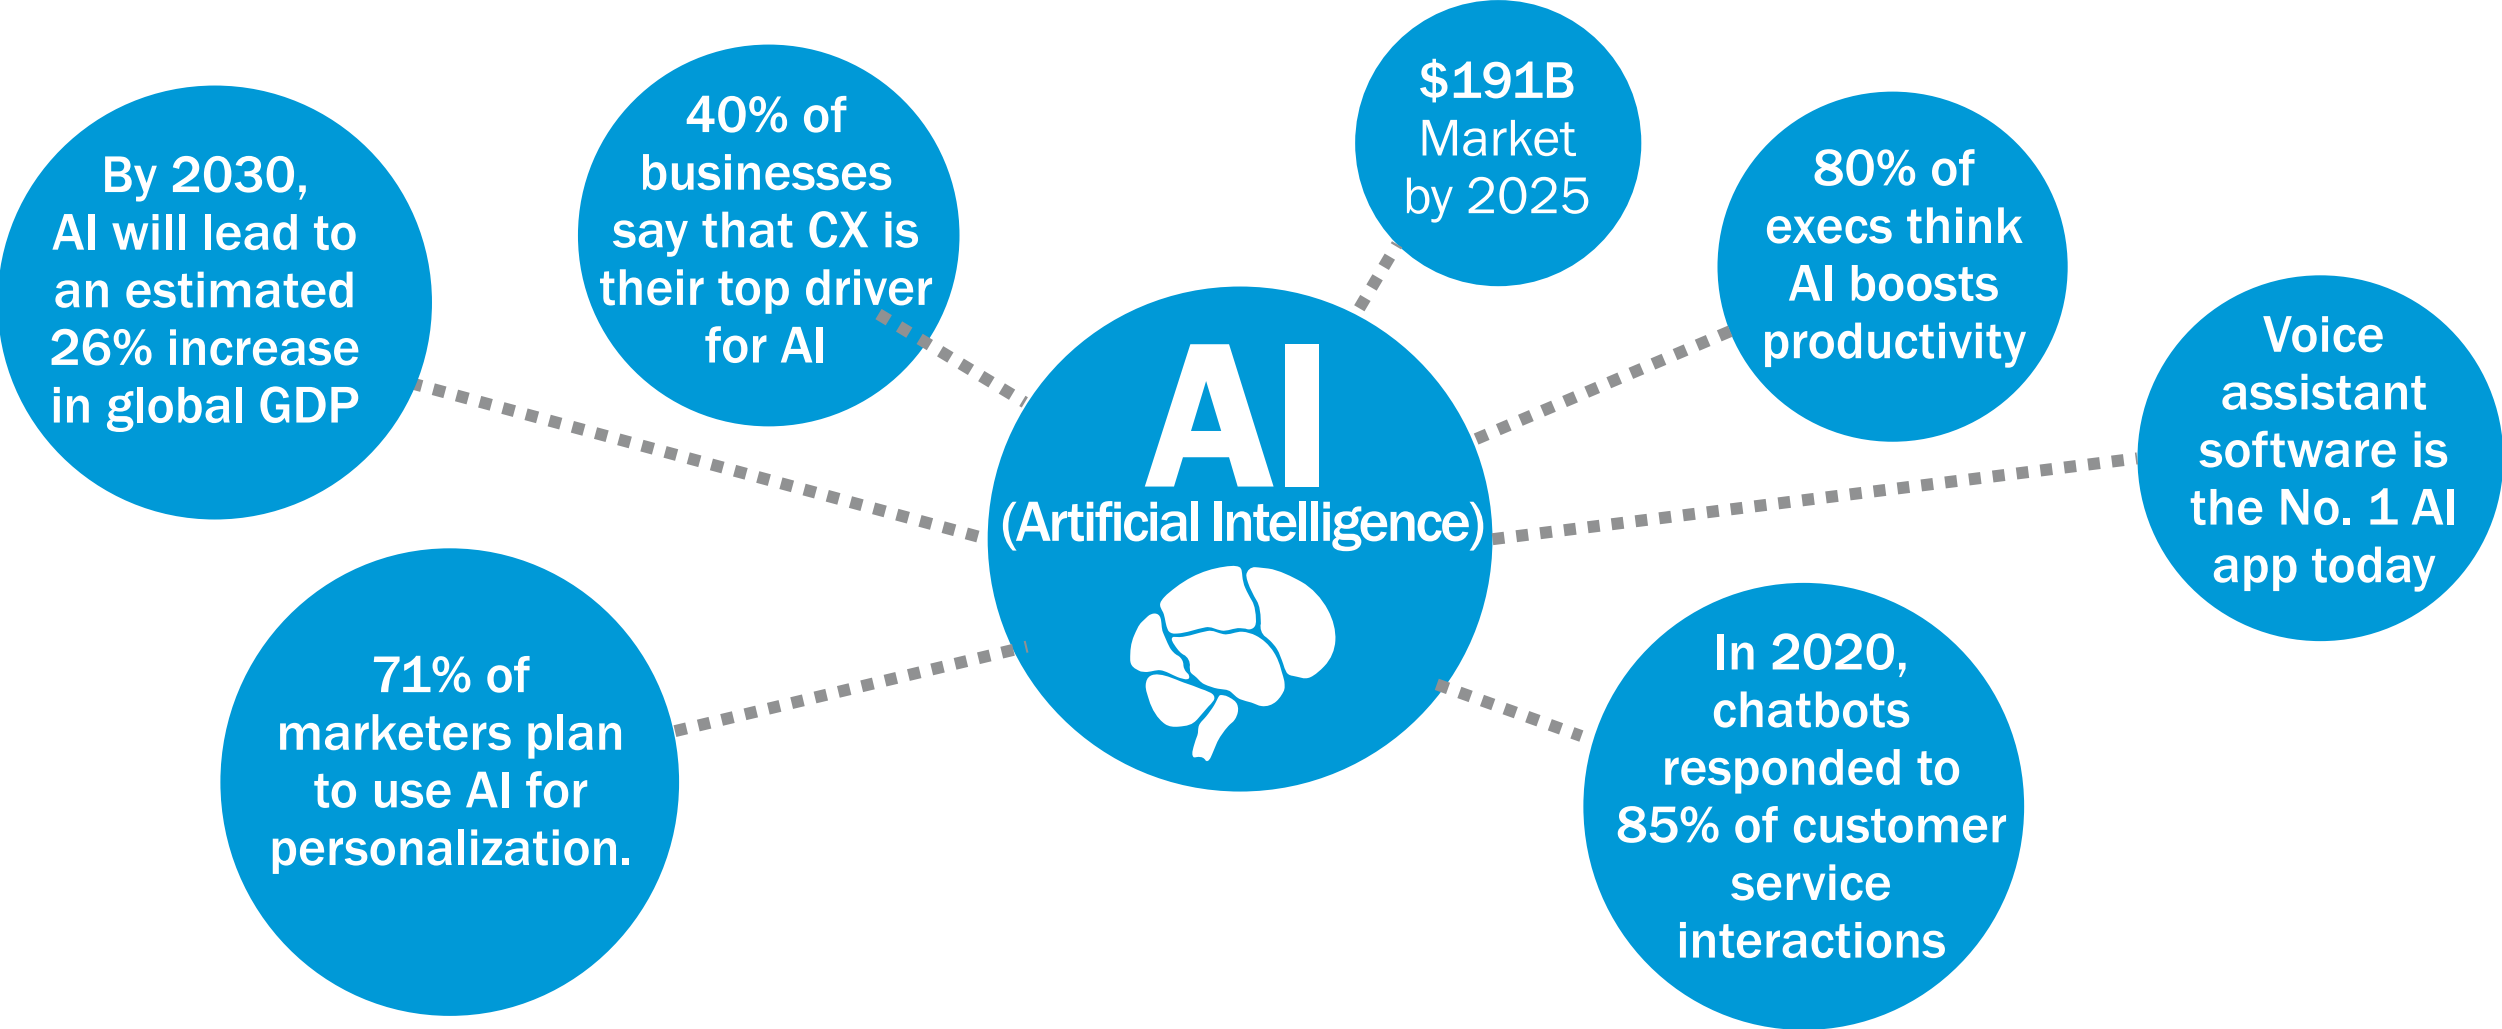 By 2030,
AI will lead to
an estimated
26% increase
in global GDP
40% of
businesses
say that CX is
their top driver
for AI
$191B
Market
by 2025
80% of
execs think
AI boosts
productivity
Voice
assistant
software is
the No. 1 AI
app today
AI
(Artificial Intelligence)
71% of
marketers plan
to use AI for
personalization.
In 2020,
chatbots
responded to
85% of customer
service
interactions